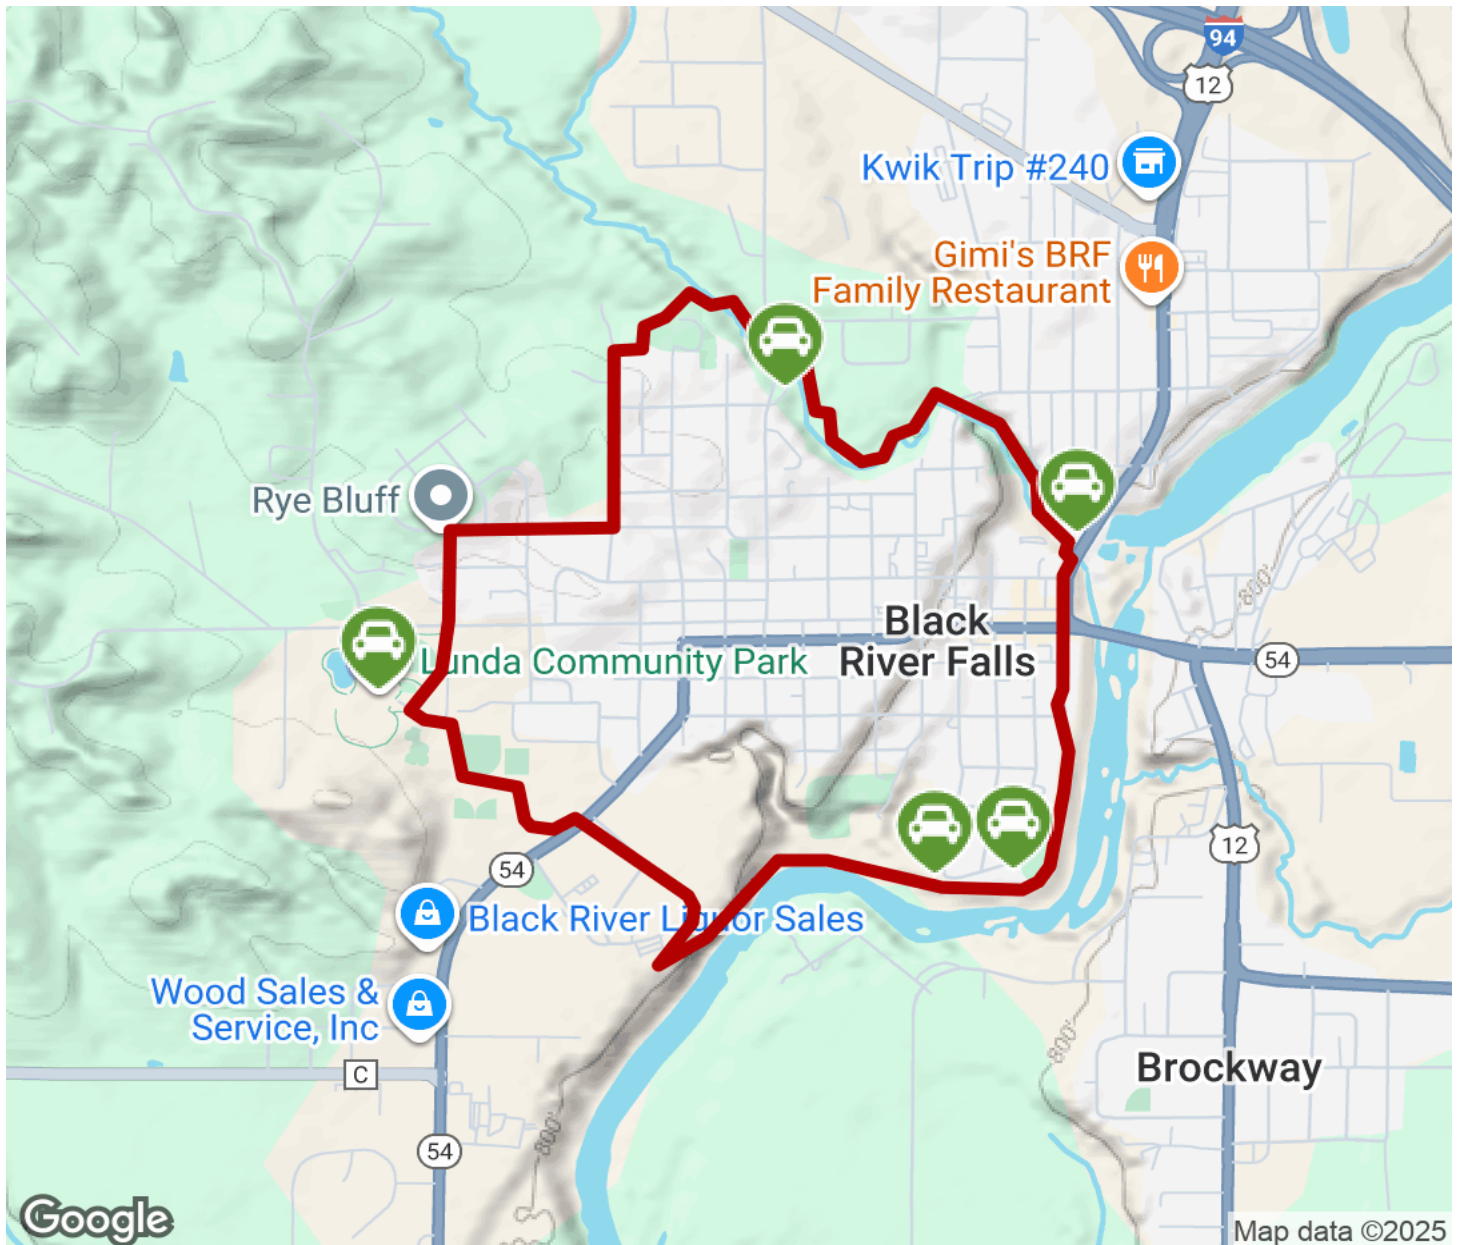 94
12
Kwik Trip #240
Gimi's BRF
Family Restaurant
Rye Bluff
800'
Black
River Falls
Lunda Community Park
54
12
54
Black River Liquor Sales
Wood Sales &
Service, Inc
800'
C
Brockway
800'
54
Google
Map data ©2025